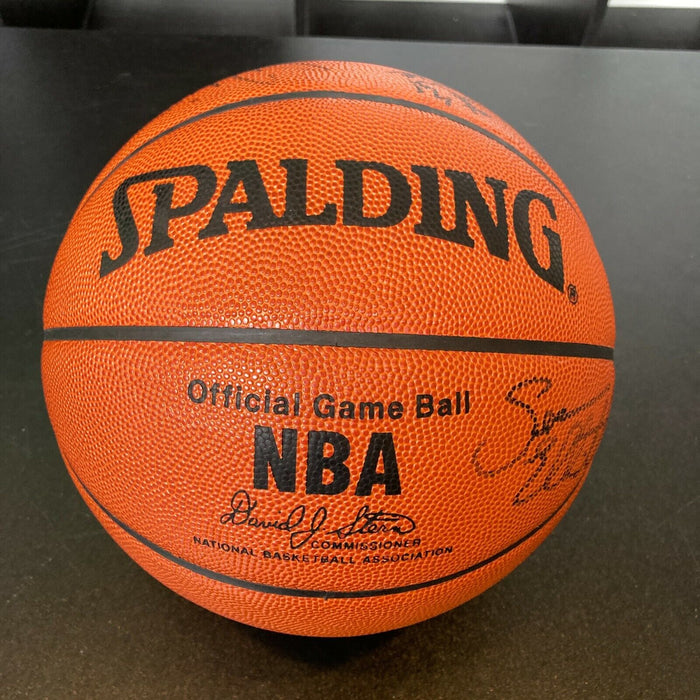 SPALDING®
Official Game Ball
NBA
David J. Stern
COMMISSIONER
NATIONAL BASKETBALL ASSOCIATION